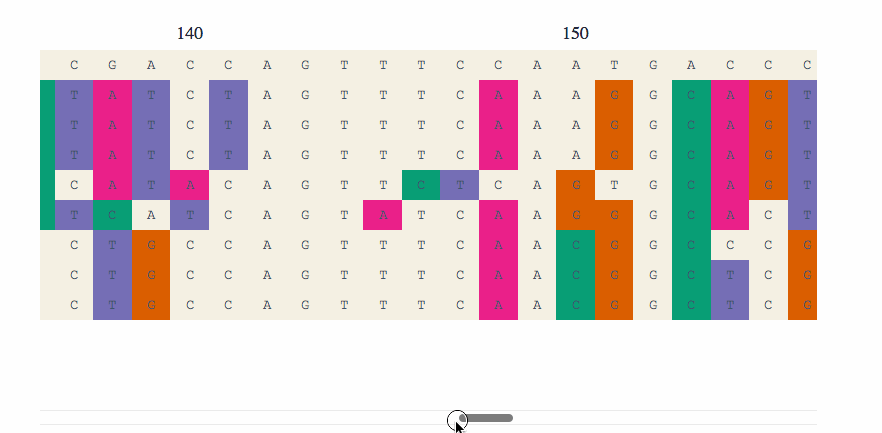 140 150
C G A C C A G T T T C C A A T G A C C C
T A T C T A G T T T C A A A G G C A G T
T A T C T A G T T T C A A A G G C A G T
T A T C T A G T T T C A A A G G C A G T
C A T A C A G T T C T C A G T G C A G T
T C A T C A G T A T C A A G G G C A C T
C T G C C A G T T T C A A C G G C C C G
C T G C C A G T T T C A A C G G C T C G
C T G C C A G T T T C A A C G G C T C G